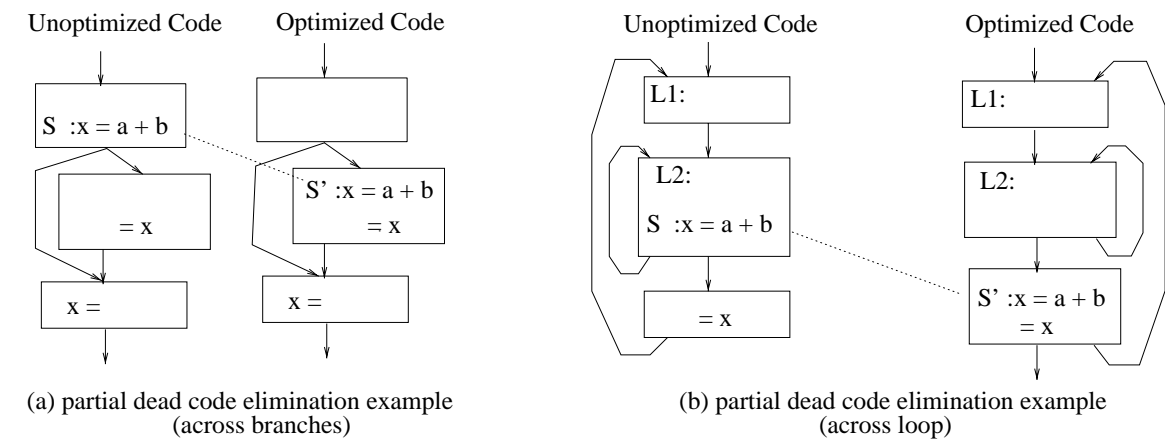 Unoptimized Code
Optimized Code
S :x = a + b
= x
x =
S' :x = a + b
= x
x =
(a) partial dead code elimination example
(across branches)
Unoptimized Code
Optimized Code
L1:
L2:
S :x = a + b
= x
L1:
L2:
S' :x = a + b
= x
(b) partial dead code elimination example
(across loop)